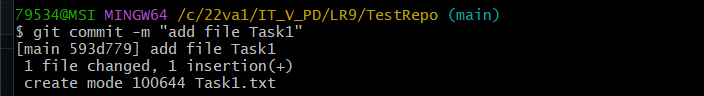 79534@MSI MINGW64 /c/22va1/IT_V_PD/LR9/TestRepo (main)
$ git commit -m "add file Task1"
[main 593d779] add file Task1
 1 file changed, 1 insertion(+)
 create mode 100644 Task1.txt